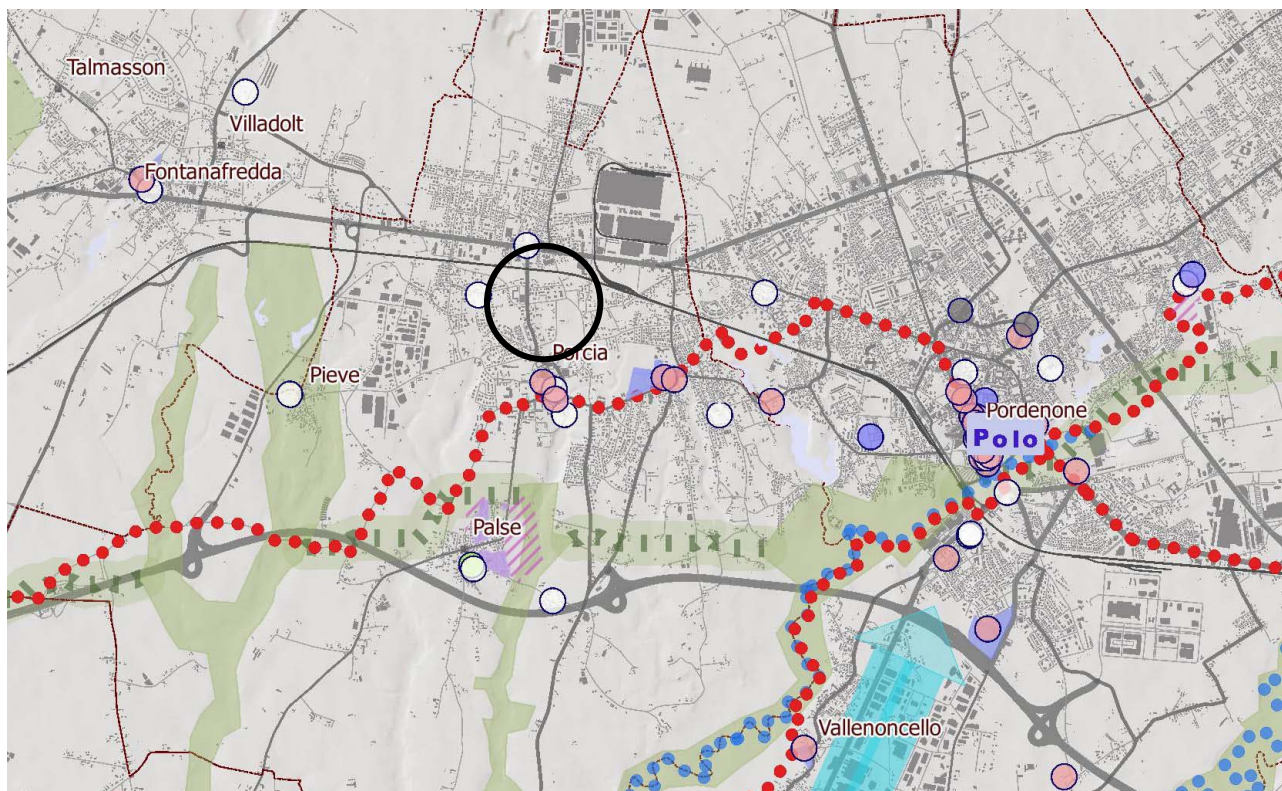 Talmasson
Villadolt
Fontanafredda
Porcia
Pieve
Pordenone
Polo
Palse
Vallenoncello